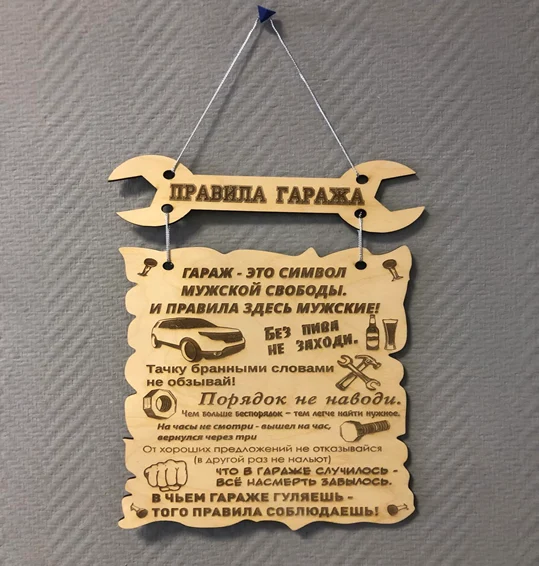 ПРАВИЛА ГАРАЖА
ГАРАЖ - ЭТО СИМВОЛ
МУЖСКОЙ СВОБОДЫ.
И ПРАВИЛА ЗДЕСЬ МУЖСКИЕ!
БЕЗ ПИВА
НЕ ЗАХОДИ.
Тачку бранными словами
не обзывай!
Порядок не наводи.
Чем больше беспорядок – тем легче найти нужное.
На часы не смотри - вышел на час,
вернулся через три
От хороших предложений не отказывайся
(в другой раз не нальют)
ЧТО В ГАРАЖЕ СЛУЧИЛОСЬ -
ВСЁ НАСМЕРТЬ ЗАБЫЛОСЬ.
В ЧЬЕМ ГАРАЖЕ ГУЛЯЕШЬ -
ТОГО ПРАВИЛА СОБЛЮДАЕШЬ!